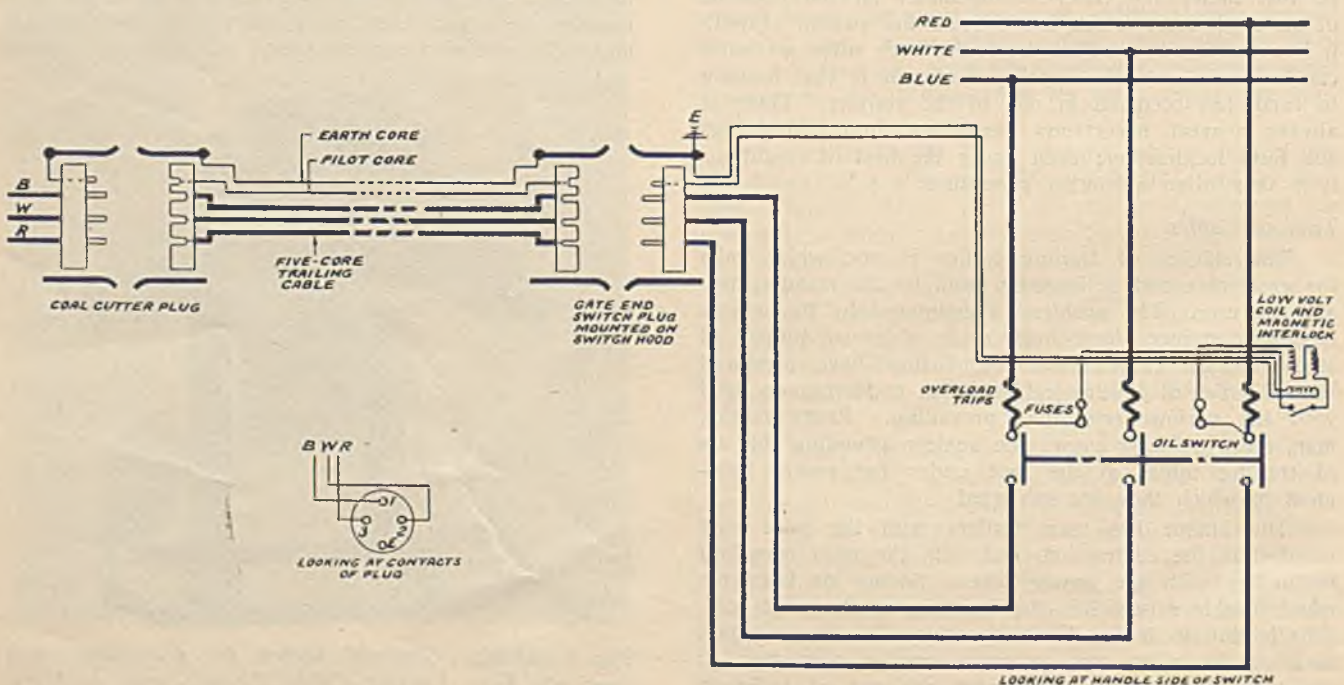 RED
WHITE
BLUE
E
EARTH CORE
PILOT CORE
B
W
R
FIVE-CORE
TRAILING
CABLE
COAL CUTTER PLUG
GATE END
SWITCH PLUG
MOUNTED ON
SWITCH HOOD
LOW VOLT
COIL AND
MAGNETIC
INTERLOCK
OVERLOAD
TRIPS
FUSES
OIL SWITCH
B W R
1
3
2
E
LOOKING AT CONTACTS
OF PLUG
LOOKING AT HANDLE SIDE OF SWITCH